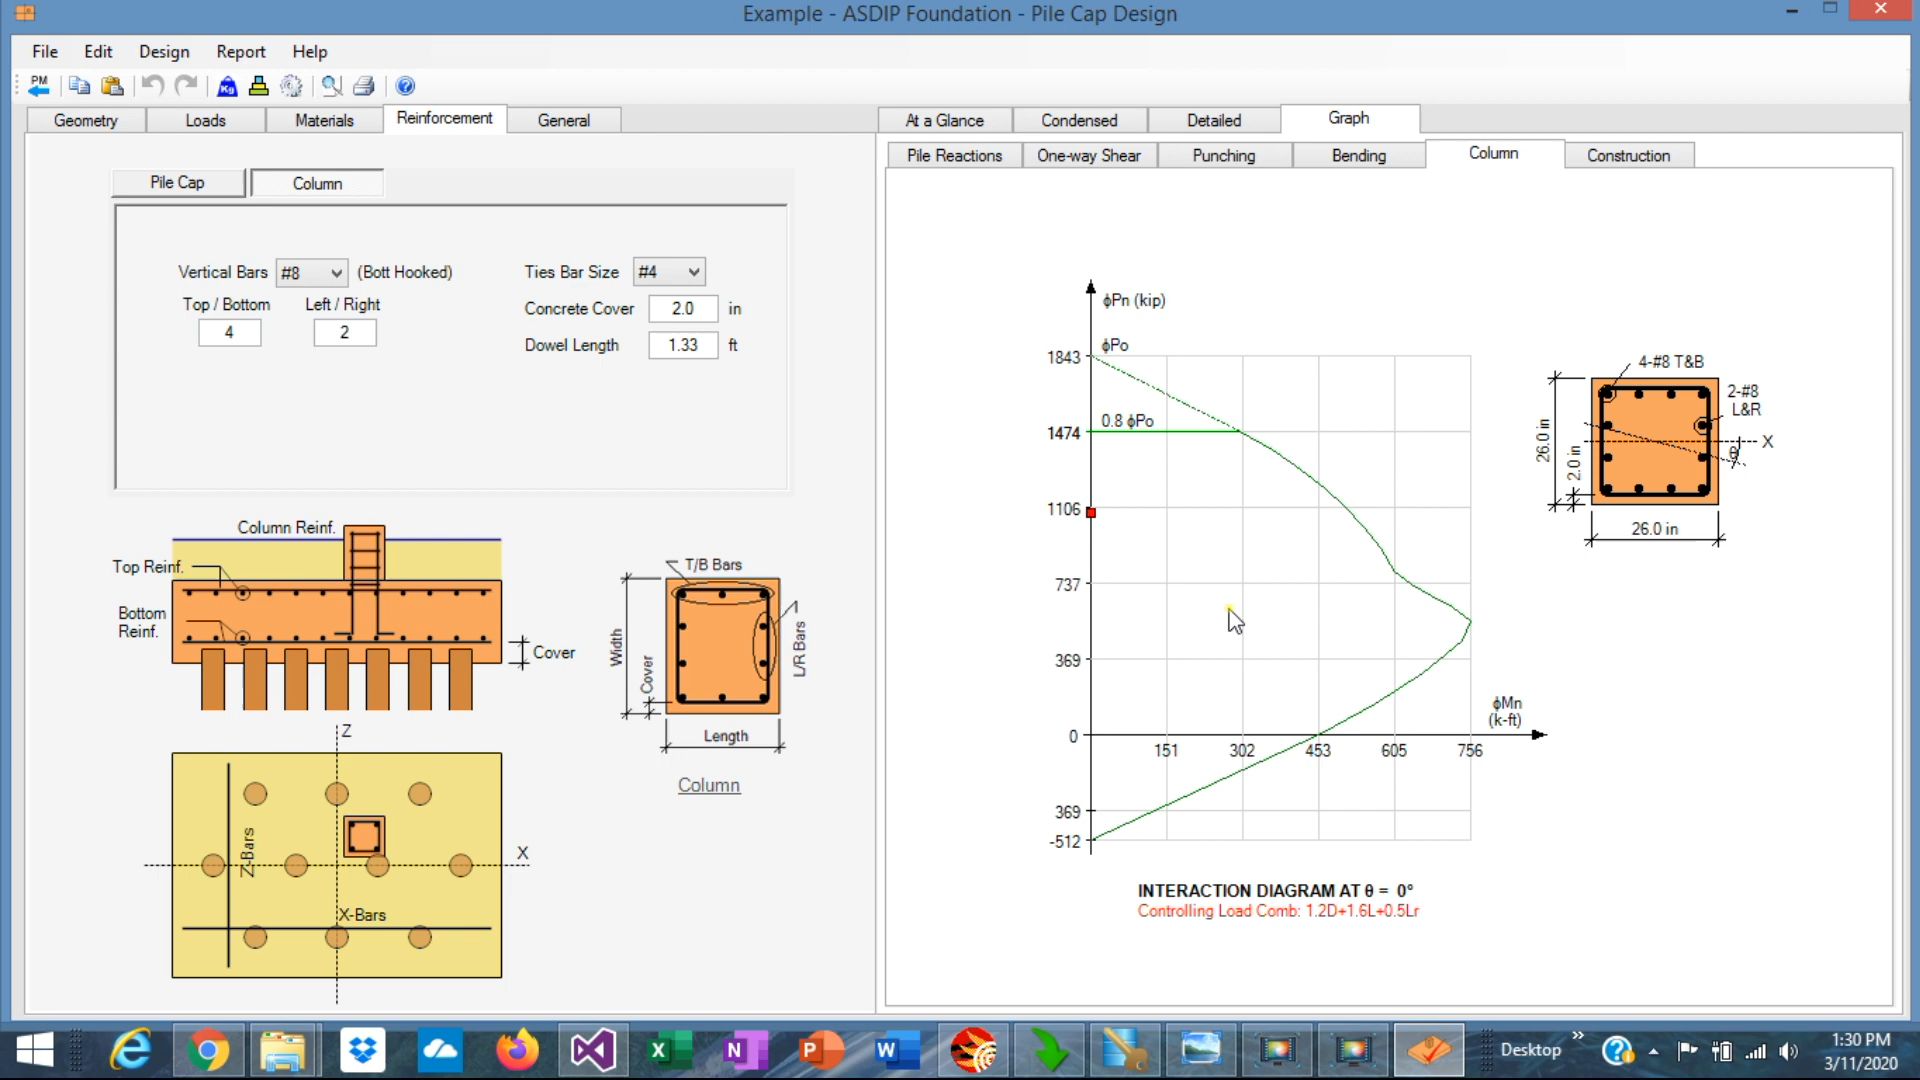 Example - ASDIP Foundation - Pile Cap Design
File Edit Design Report Help
PM
Kg
Geometry Loads Materials Reinforcement General
At a Glance Condensed Detailed Graph
Pile Reactions One-way Shear Punching Bending Column Construction
Pile Cap Column
Vertical Bars #8 (Bott Hooked)
Top / Bottom Left / Right
4 2
Ties Bar Size #4
Concrete Cover 2.0 in
Dowel Length 1.33 ft
Column Reinf.
Top Reinf.
Bottom
Reinf.
Cover
T/B Bars
Width
Cover
L/R Bars
Length
Column
Z
X
Z-Bars
X-Bars
ϕPn (kip)
ϕPo
1843
0.8 ϕPo
1474
1106
737
369
0
369
-512
151 302 453 605 756
ϕMn
(k-ft)
4-#8 T&B
2-#8
L&R
X
θ
26.0 in
2.0 in
26.0 in
INTERACTION DIAGRAM AT θ = 0°
Controlling Load Comb: 1.2D+1.6L+0.5Lr
Desktop
1:30 PM
3/11/2020